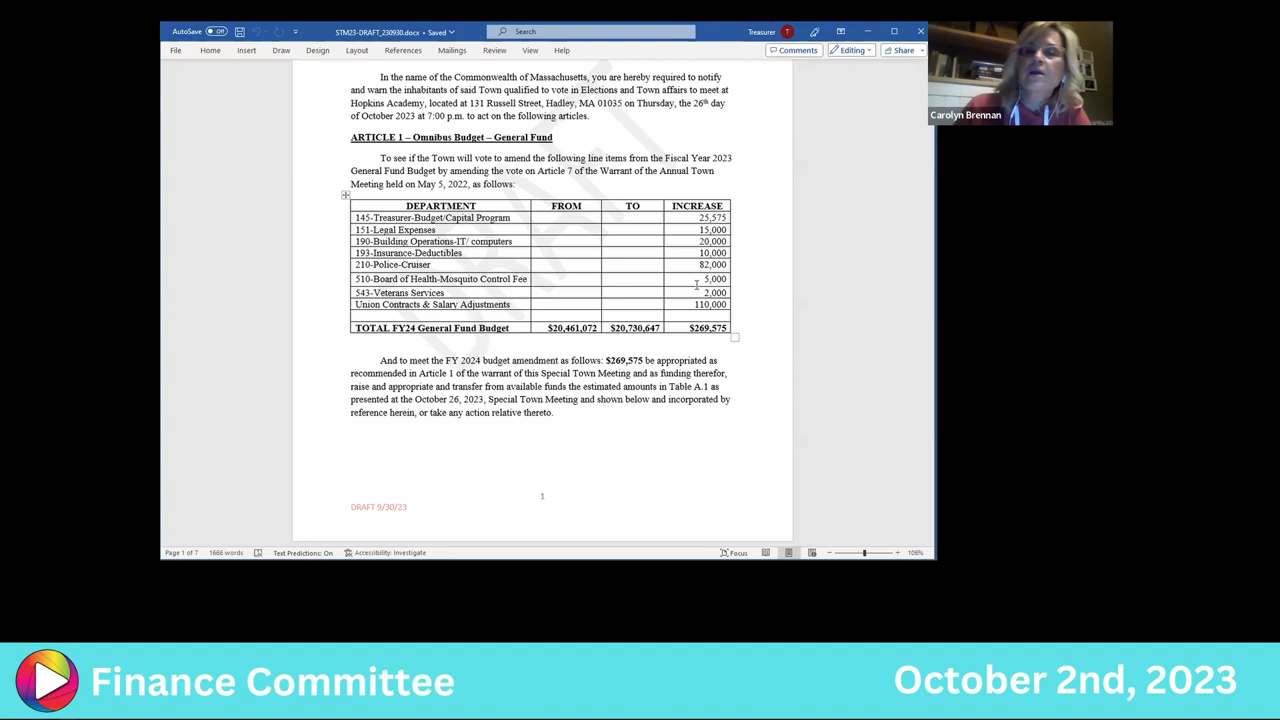 AutoSave Off STM23-DRAFT_230930.docx • Saved Search Treasurer T
File Home Insert Draw Design Layout References Mailings Review View Help Comments Editing Share
In the name of the Commonwealth of Massachusetts, you are hereby required to notify
and warn the inhabitants of said Town qualified to vote in Elections and Town affairs to meet at
Hopkins Academy, located at 131 Russell Street, Hadley, MA 01035 on Thursday, the 26th day
of October 2023 at 7:00 p.m. to act on the following articles.
ARTICLE 1 – Omnibus Budget – General Fund
To see if the Town will vote to amend the following line items from the Fiscal Year 2023
General Fund Budget by amending the vote on Article 7 of the Warrant of the Annual Town
Meeting held on May 5, 2022, as follows:
DEPARTMENT FROM TO INCREASE
145-Treasurer-Budget/Capital Program 25,575
151-Legal Expenses 15,000
190-Building Operations-IT/ computers 20,000
193-Insurance-Deductibles 10,000
210-Police-Cruiser 82,000
510-Board of Health-Mosquito Control Fee 5,000
543-Veterans Services 2,000
Union Contracts & Salary Adjustments 110,000
TOTAL FY24 General Fund Budget $20,461,072 $20,730,647 $269,575
And to meet the FY 2024 budget amendment as follows: $269,575 be appropriated as
recommended in Article 1 of the warrant of this Special Town Meeting and as funding therefor,
raise and appropriate and transfer from available funds the estimated amounts in Table A.1 as
presented at the October 26, 2023, Special Town Meeting and shown below and incorporated by
reference herein, or take any action relative thereto.
1
DRAFT 9/30/23
DRAFT
Page 1 of 7 1666 words Text Predictions: On Accessibility: Investigate Focus 106%
Carolyn Brennan
Finance Committee
October 2nd, 2023